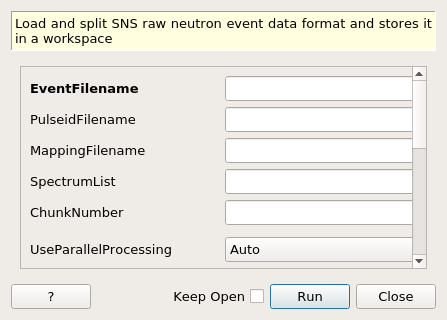 Load and split SNS raw neutron event data format and stores it
in a workspace
EventFilename
PulseidFilename
MappingFilename
SpectrumList
ChunkNumber
UseParallelProcessing Auto
? Keep Open Run Close